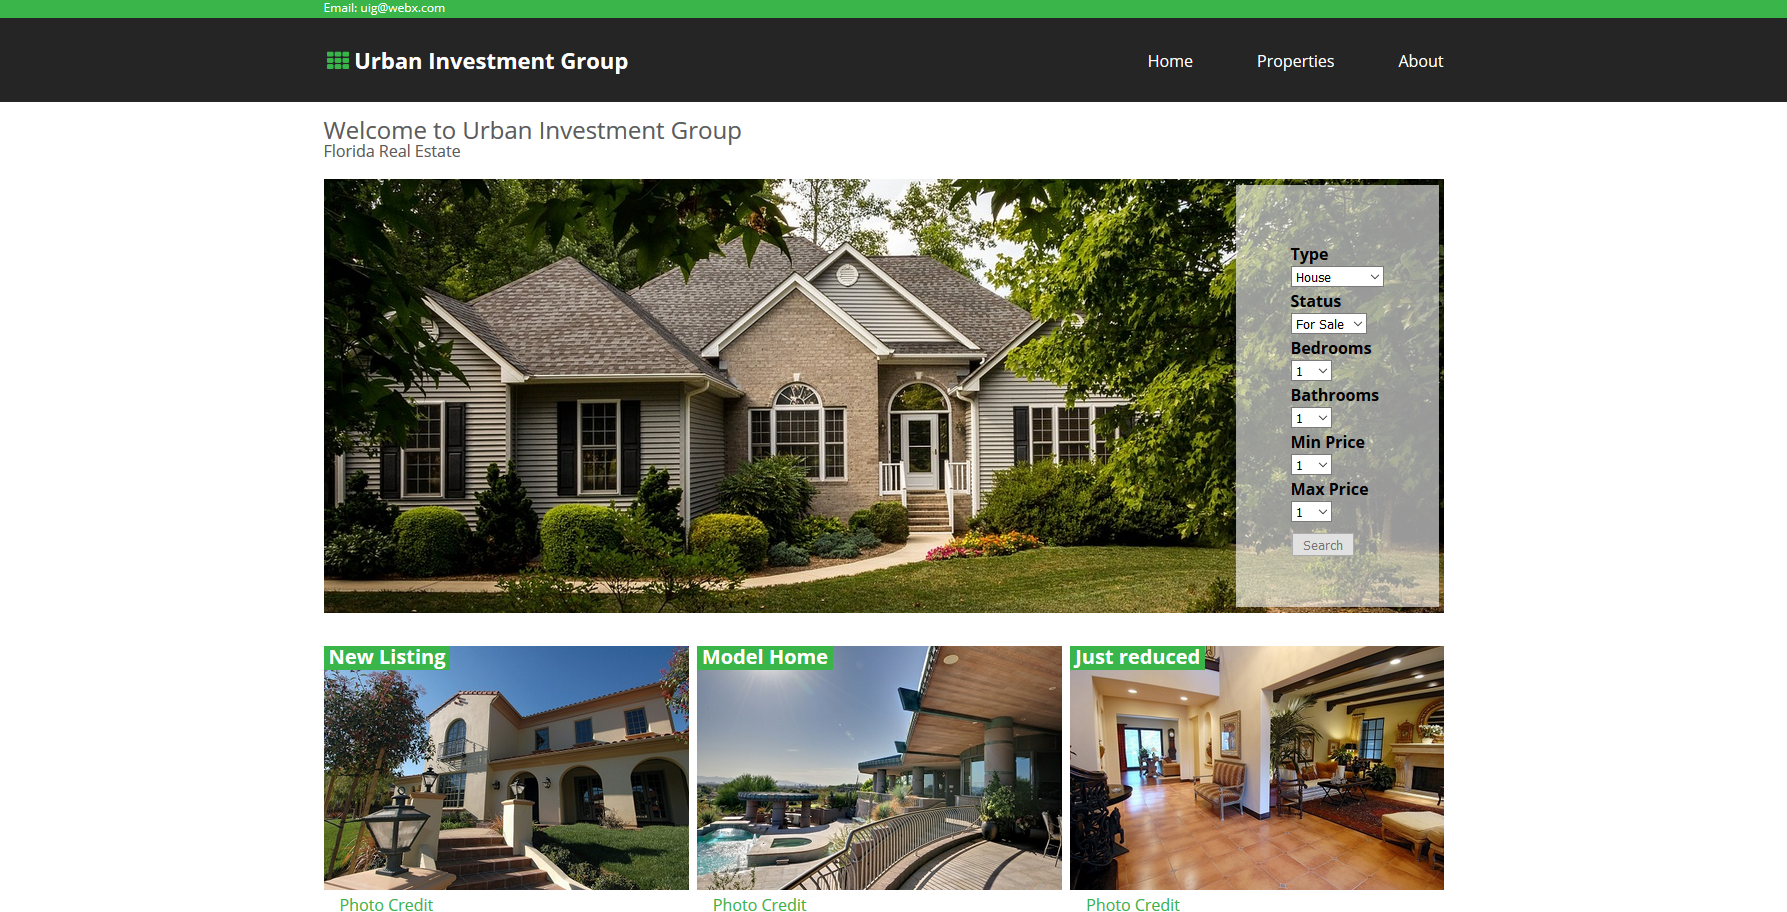 Email: uig@webx.com
Urban Investment Group
Home
Properties
About
Welcome to Urban Investment Group
Florida Real Estate
Type
House
Status
For Sale
Bedrooms
1
Bathrooms
1
Min Price
1
Max Price
1
Search
New Listing
Model Home
Just reduced
Photo Credit
Photo Credit
Photo Credit